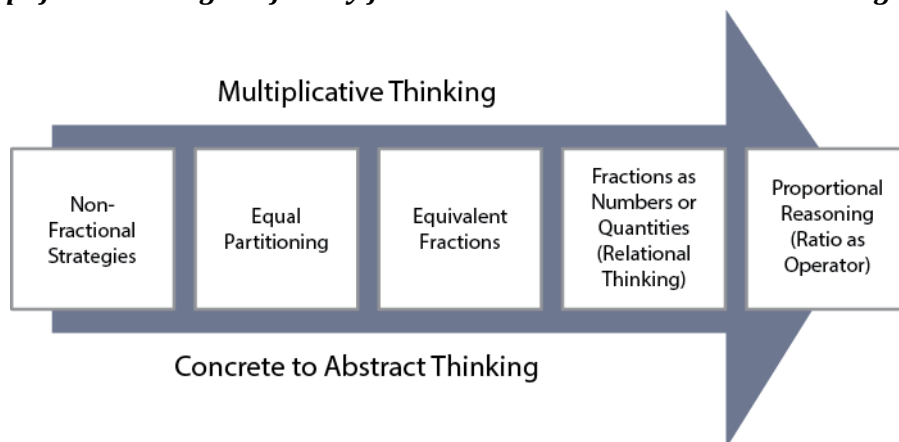 Multiplicative Thinking
Non-
Fractional
Strategies
Equal
Partitioning
Equivalent
Fractions
Fractions as
Numbers or
Quantities
(Relational
Thinking)
Proportional
Reasoning
(Ratio as
Operator)
Concrete to Abstract Thinking